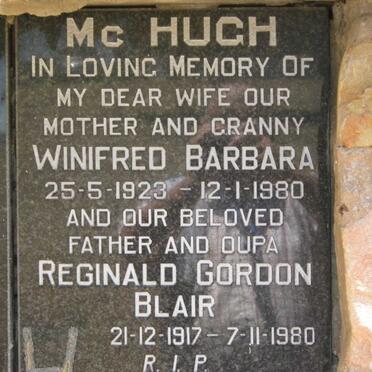 Mc HUGH
IN LOVING MEMORY OF
MY DEAR WIFE OUR
MOTHER AND GRANNY
WINIFRED BARBARA
25-5-1923 - 12-1-1980
AND OUR BELOVED
FATHER AND OUPA
REGINALD GORDON
BLAIR
21-12-1917 - 7-11-1980
R.I.P.